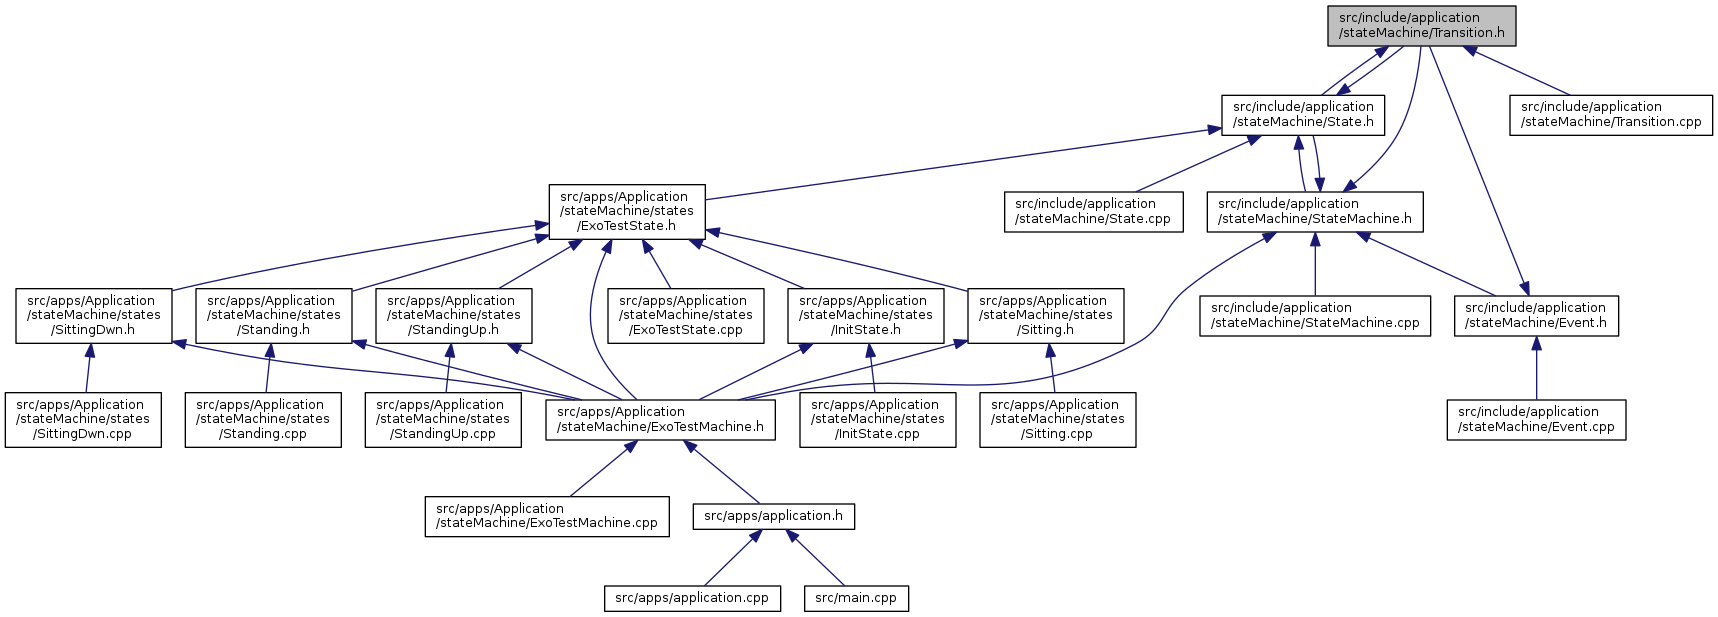 src/include/application
/stateMachine/Transition.h
src/include/application
/stateMachine/State.h
src/include/application
/stateMachine/Transition.cpp
src/apps/Application
/stateMachine/states
/ExoTestState.h
src/include/application
/stateMachine/State.cpp
src/include/application
/stateMachine/StateMachine.h
src/apps/Application
/stateMachine/states
/SittingDwn.h
src/apps/Application
/stateMachine/states
/Standing.h
src/apps/Application
/stateMachine/states
/StandingUp.h
src/apps/Application
/stateMachine/states
/ExoTestState.cpp
src/apps/Application
/stateMachine/states
/InitState.h
src/apps/Application
/stateMachine/states
/Sitting.h
src/include/application
/stateMachine/StateMachine.cpp
src/include/application
/stateMachine/Event.h
src/apps/Application
/stateMachine/states
/SittingDwn.cpp
src/apps/Application
/stateMachine/states
/Standing.cpp
src/apps/Application
/stateMachine/states
/StandingUp.cpp
src/apps/Application
/stateMachine/ExoTestMachine.h
src/apps/Application
/stateMachine/states
/InitState.cpp
src/apps/Application
/stateMachine/states
/Sitting.cpp
src/include/application
/stateMachine/Event.cpp
src/apps/Application
/stateMachine/ExoTestMachine.cpp
src/apps/application.h
src/apps/application.cpp
src/main.cpp